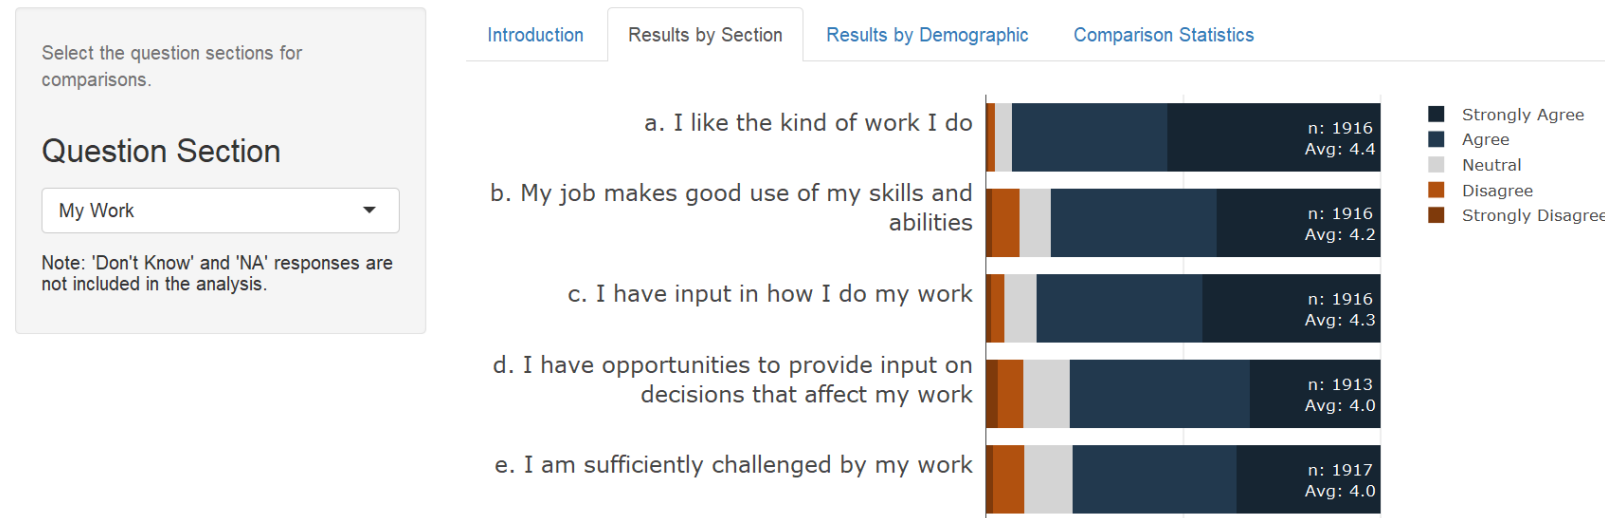 Select the question sections for
comparisons.
Question Section
My Work
Note: 'Don't Know' and 'NA' responses are
not included in the analysis.
Introduction
Results by Section
Results by Demographic
Comparison Statistics
a. I like the kind of work I do
n: 1916
Avg: 4.4
b. My job makes good use of my skills and
abilities
n: 1916
Avg: 4.2
c. I have input in how I do my work
n: 1916
Avg: 4.3
d. I have opportunities to provide input on
decisions that affect my work
n: 1913
Avg: 4.0
e. I am sufficiently challenged by my work
n: 1917
Avg: 4.0
Strongly Agree
Agree
Neutral
Disagree
Strongly Disagree